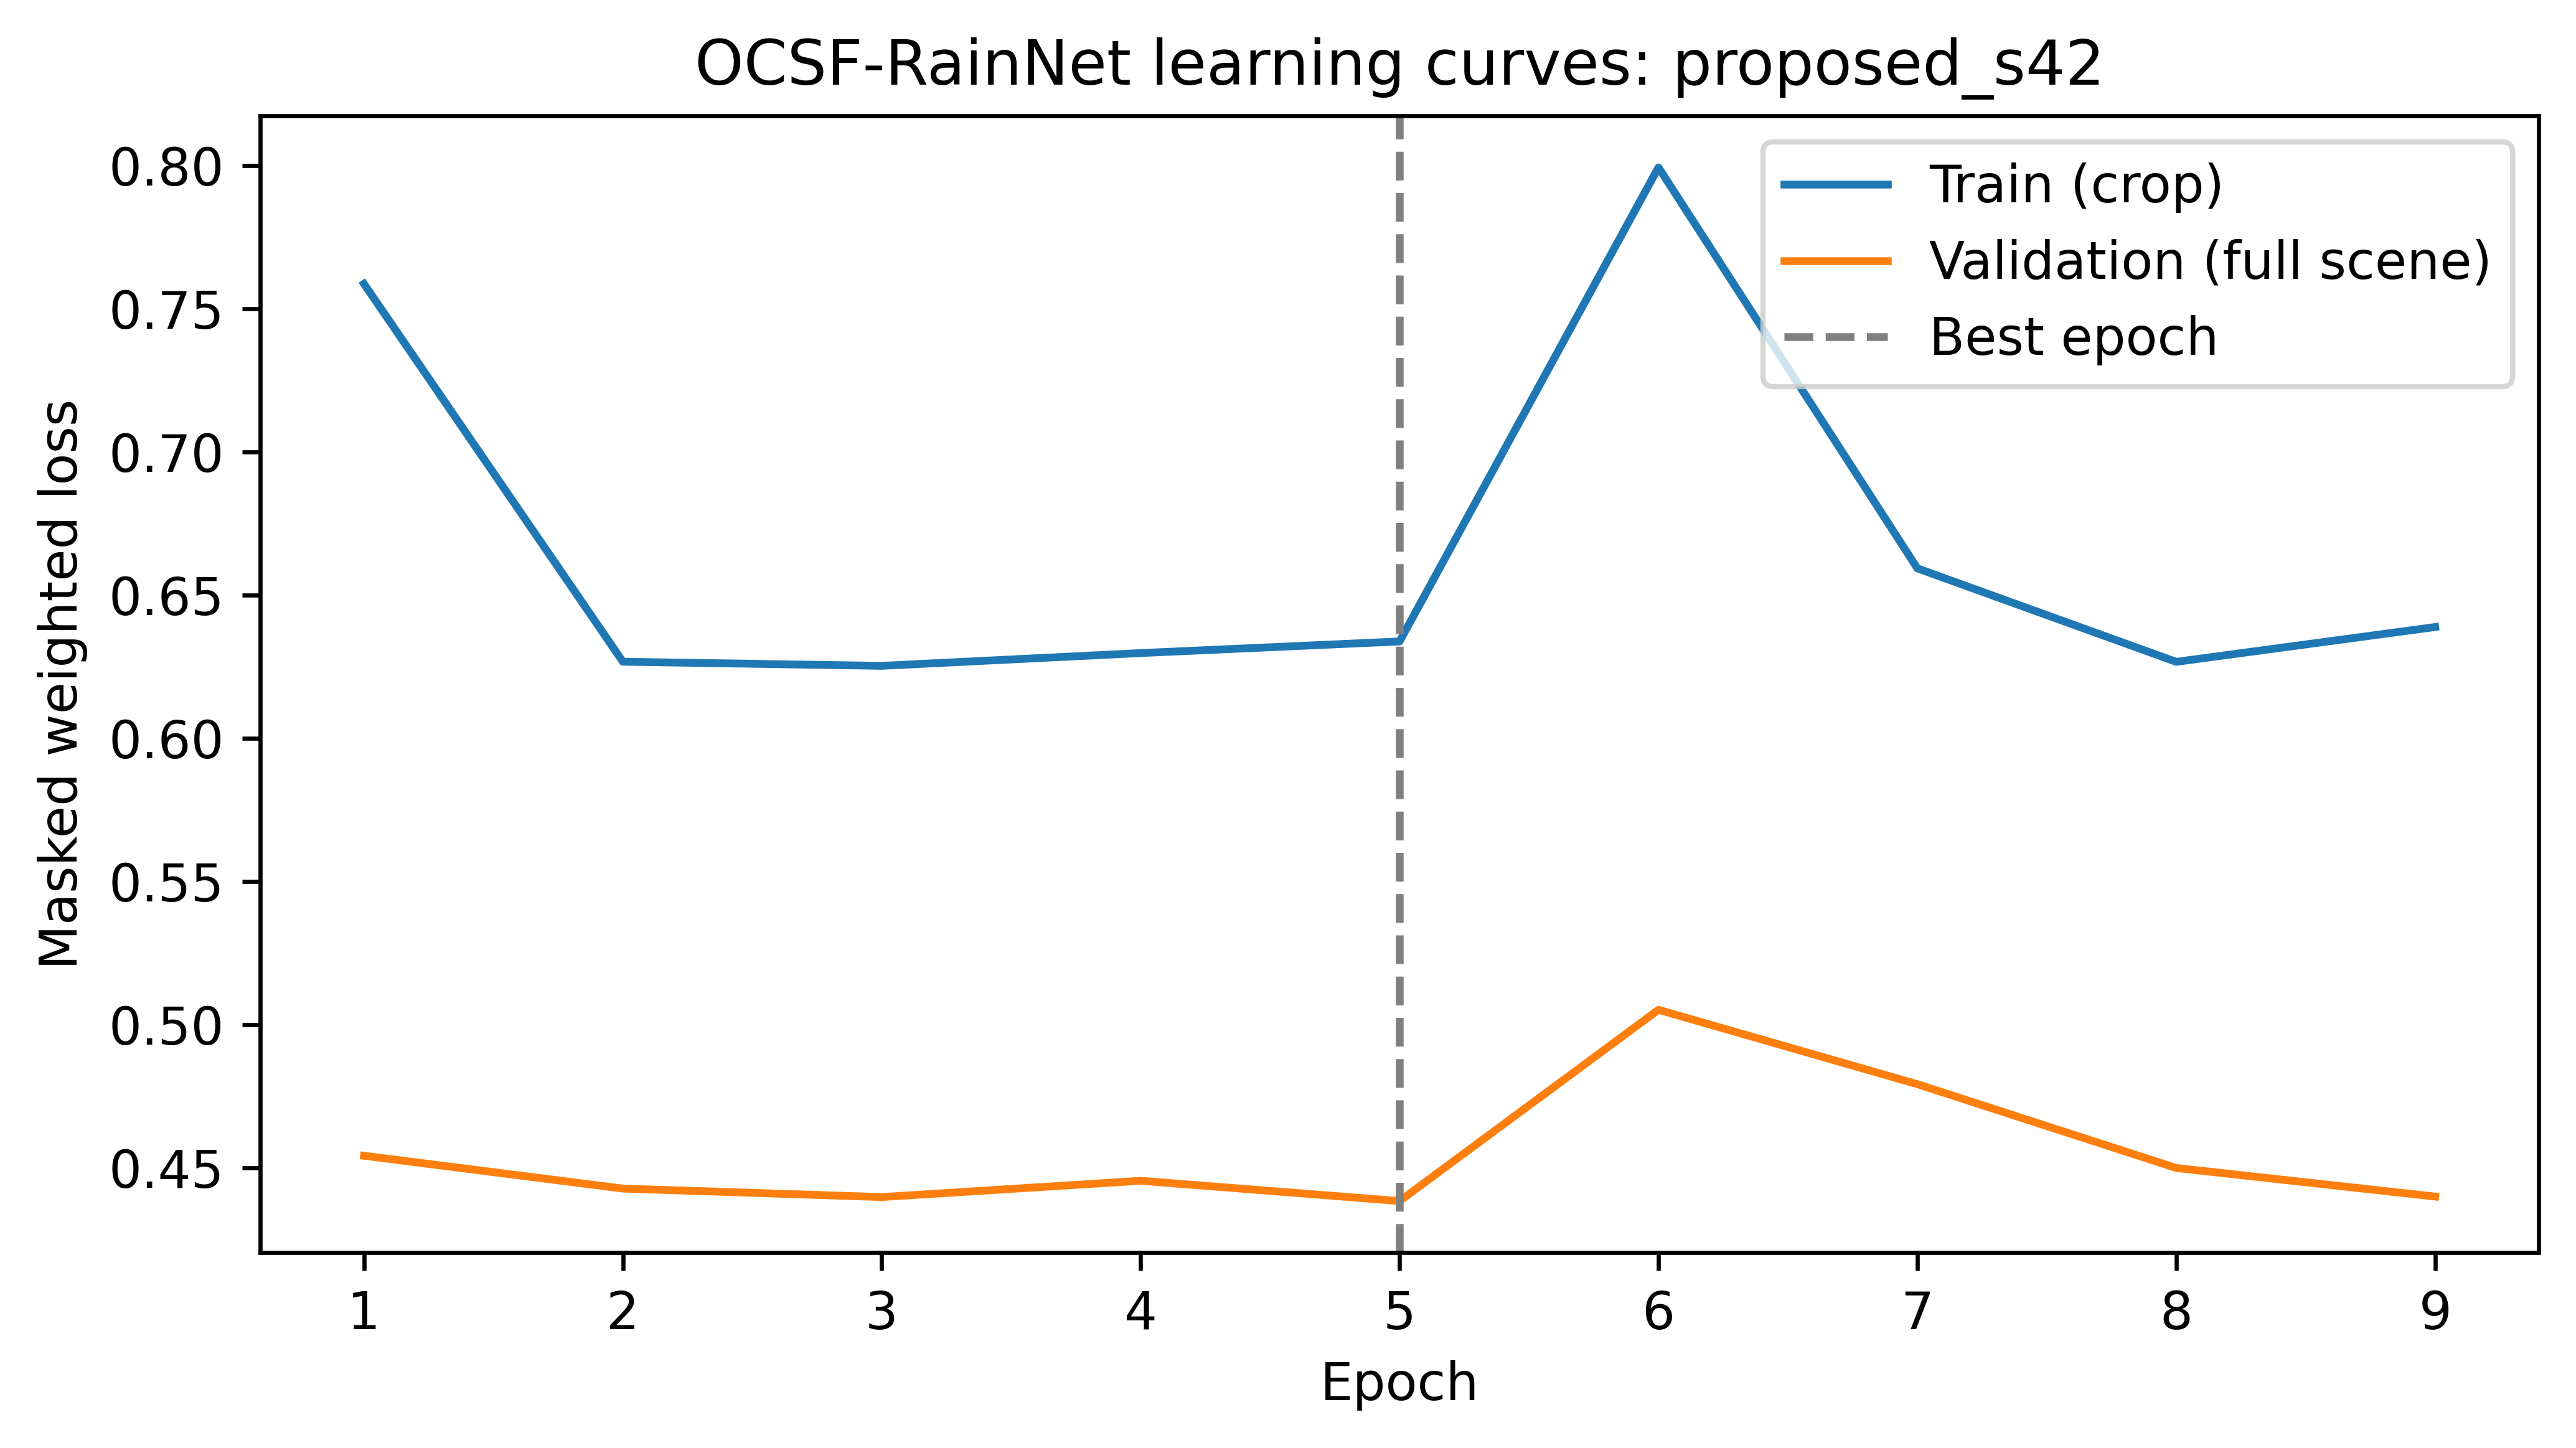 OCSF-RainNet learning curves: proposed_s42
Train (crop)
Validation (full scene)
Best epoch
Masked weighted loss
0.80
0.75
0.70
0.65
0.60
0.55
0.50
0.45
1 2 3 4 5 6 7 8 9
Epoch